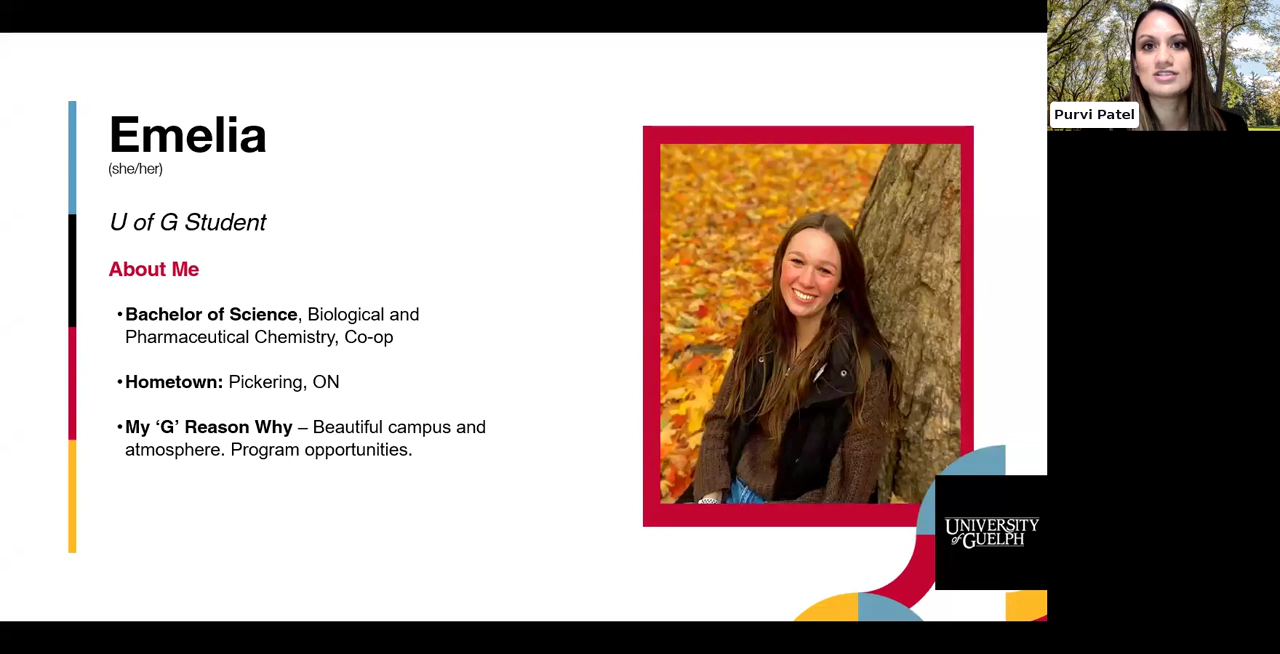 Emelia
(she/her)
U of G Student
About Me
•Bachelor of Science, Biological and
Pharmaceutical Chemistry, Co-op
•Hometown: Pickering, ON
•My ‘G’ Reason Why – Beautiful campus and
atmosphere. Program opportunities.
UNIVERSITY
of GUELPH
Purvi Patel